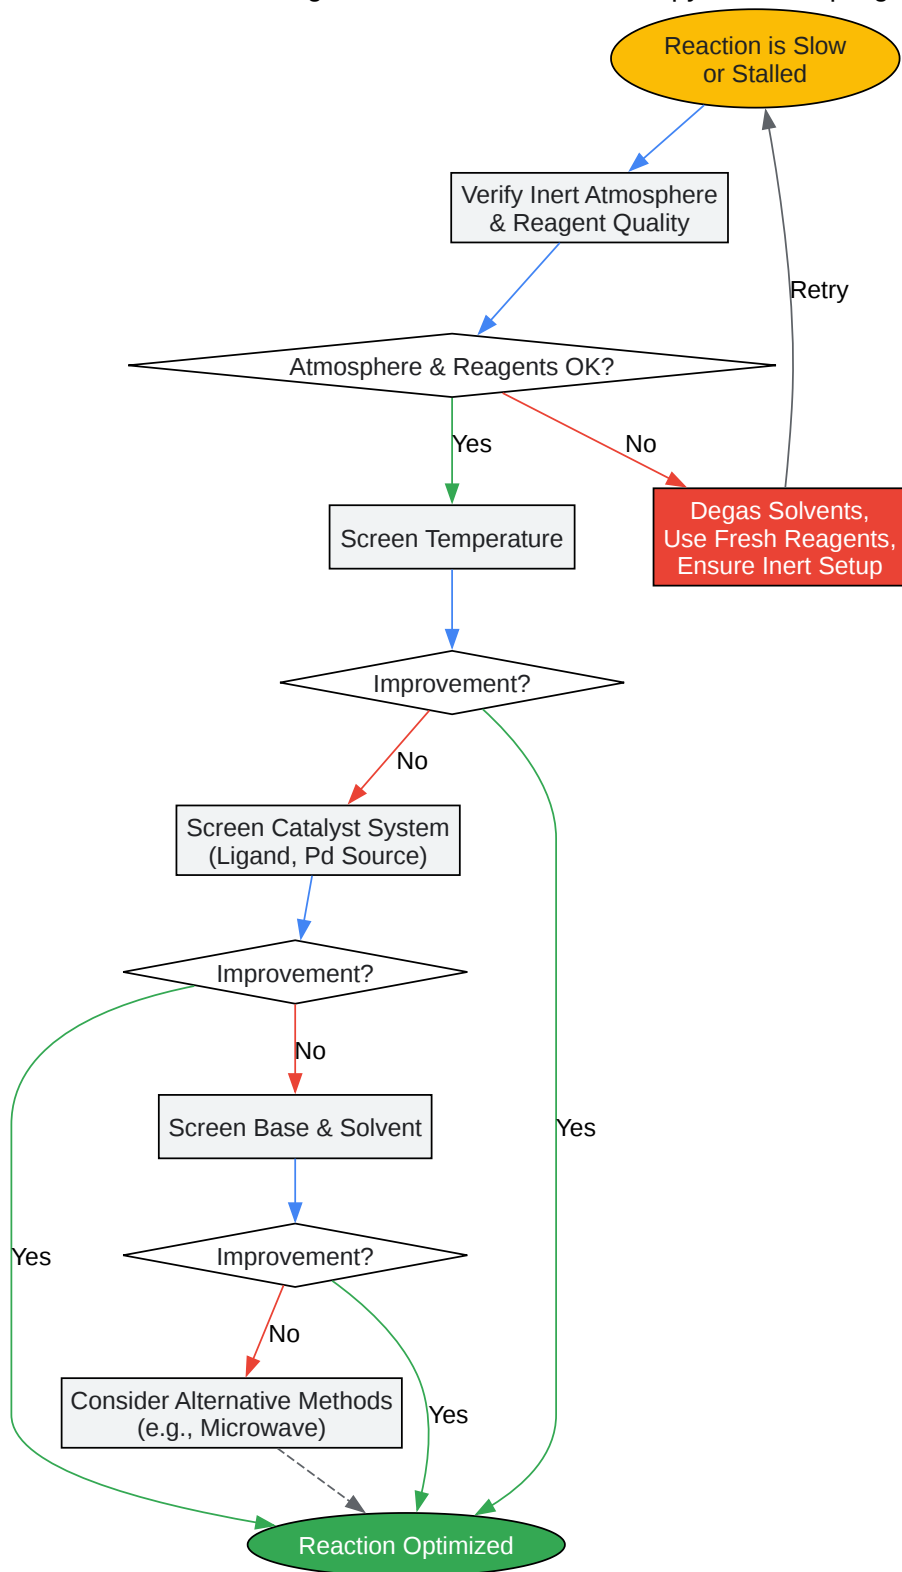 Reaction is Slow
or Stalled
Verify Inert Atmosphere
& Reagent Quality
Retry
Atmosphere & Reagents OK?
Yes
No
Degas Solvents,
Use Fresh Reagents,
Ensure Inert Setup
Screen Temperature
Improvement?
No
Screen Catalyst System
(Ligand, Pd Source)
Improvement?
No
Screen Base & Solvent
Yes
Improvement?
Yes
No
Consider Alternative Methods
(e.g., Microwave)
Yes
Reaction Optimized